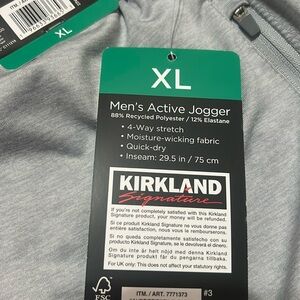 XL
XL
Men's Active Jogger
88% Recycled Polyester / 12% Elastane
• 4-Way stretch
• Moisture-wicking fabric
• Quick-dry
• Inseam: 29.5 in / 75 cm
KIRKLAND
Signature
If you're not completely satisfied with this Kirkland
Signature product, your money will be refunded.
Si ce produit Kirkland Signature ne vous donne pas
entière satisfaction, nous vous le rembourserons.
Si no queda completamente satisfecho con su
producto Kirkland Signature, se le devolverá el dinero.
Om du inte är helt nöjd med denna Kirkland
Signature produkt får du pengarna tillbaka.
For UK only: This does not affect your statutory rights.
FSC
ITM. / ART. 7771373
#3